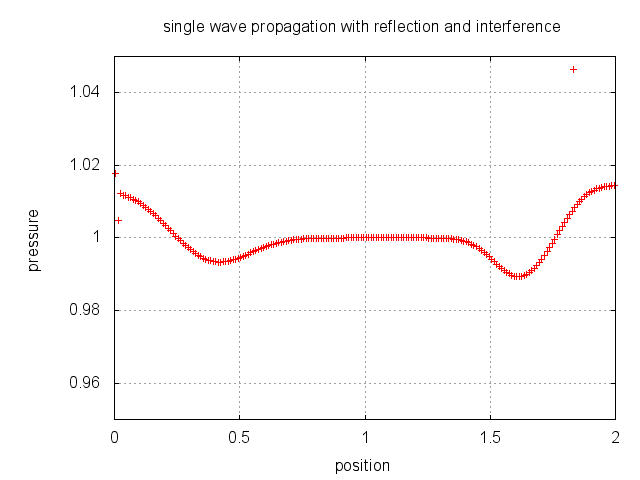 single wave propagation with reflection and interference
1.04
1.02
1
0.98
0.96
pressure
0 0.5 1 1.5 2
position